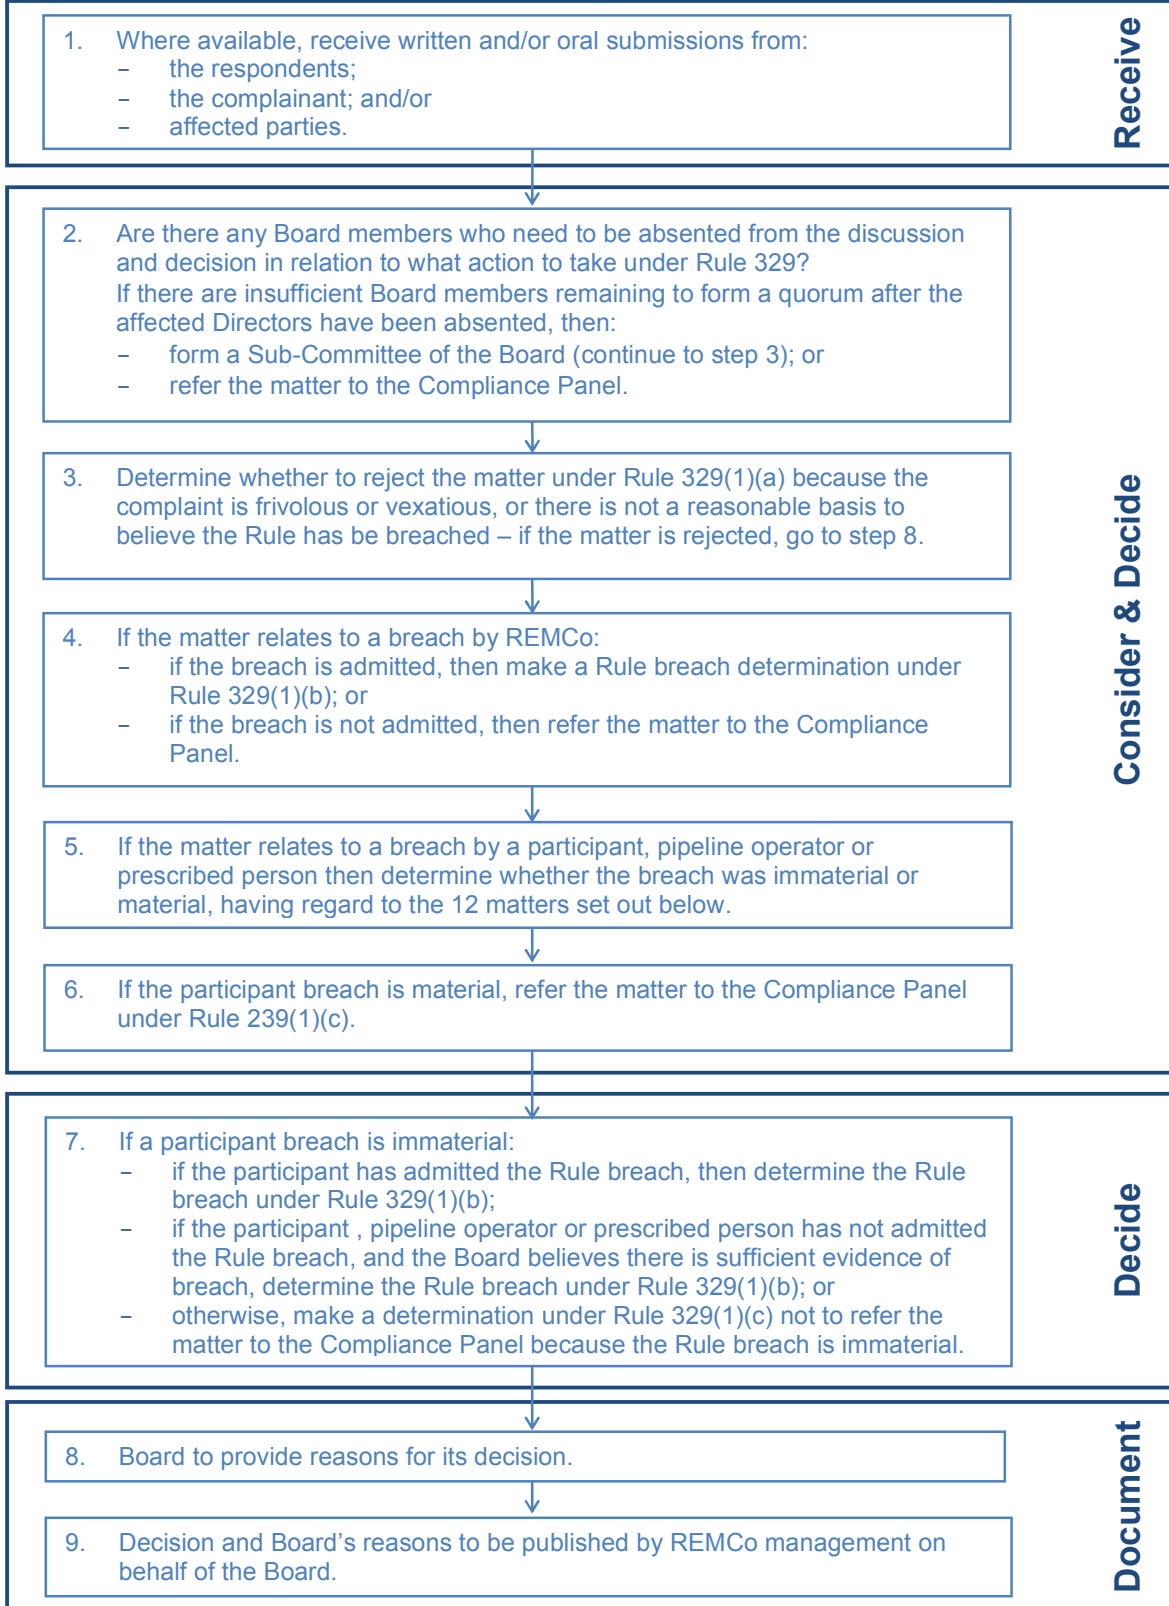 Receive
1. Where available, receive written and/or oral submissions from:
– the respondents;
– the complainant; and/or
– affected parties.
Consider & Decide
2. Are there any Board members who need to be absented from the discussion
and decision in relation to what action to take under Rule 329?
If there are insufficient Board members remaining to form a quorum after the
affected Directors have been absented, then:
– form a Sub-Committee of the Board (continue to step 3); or
– refer the matter to the Compliance Panel.
3. Determine whether to reject the matter under Rule 329(1)(a) because the
complaint is frivolous or vexatious, or there is not a reasonable basis to
believe the Rule has be breached – if the matter is rejected, go to step 8.
4. If the matter relates to a breach by REMCo:
– if the breach is admitted, then make a Rule breach determination under
Rule 329(1)(b); or
– if the breach is not admitted, then refer the matter to the Compliance
Panel.
5. If the matter relates to a breach by a participant, pipeline operator or
prescribed person then determine whether the breach was immaterial or
material, having regard to the 12 matters set out below.
6. If the participant breach is material, refer the matter to the Compliance Panel
under Rule 239(1)(c).
Decide
7. If a participant breach is immaterial:
– if the participant has admitted the Rule breach, then determine the Rule
breach under Rule 329(1)(b);
– if the participant , pipeline operator or prescribed person has not admitted
the Rule breach, and the Board believes there is sufficient evidence of
breach, determine the Rule breach under Rule 329(1)(b); or
– otherwise, make a determination under Rule 329(1)(c) not to refer the
matter to the Compliance Panel because the Rule breach is immaterial.
Document
8. Board to provide reasons for its decision.
9. Decision and Board’s reasons to be published by REMCo management on
behalf of the Board.